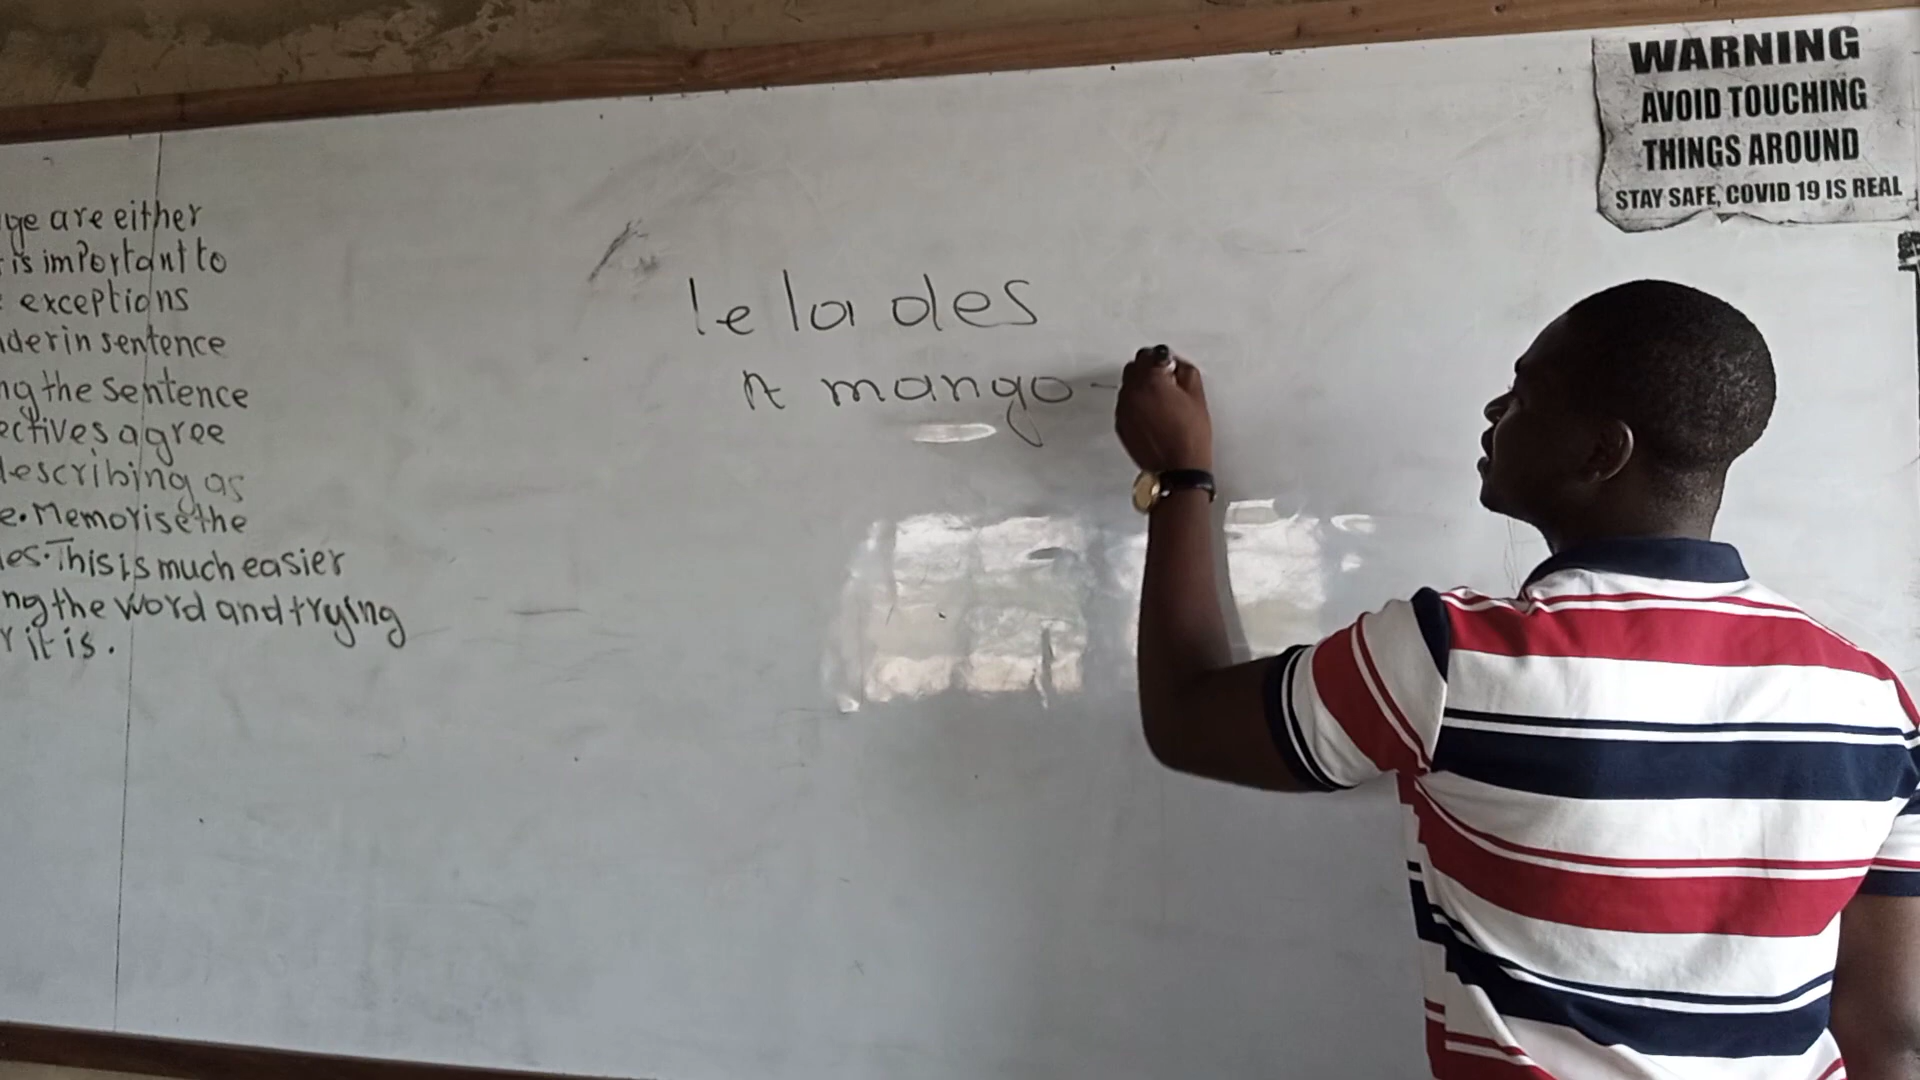 are either
is important to
exceptions
in sentence
the sentence
agree
describing as
Memorise the
This is much easier
the word and trying
it is.
le la des
A mango -
WARNING
AVOID TOUCHING
THINGS AROUND
STAY SAFE, COVID 19 IS REAL